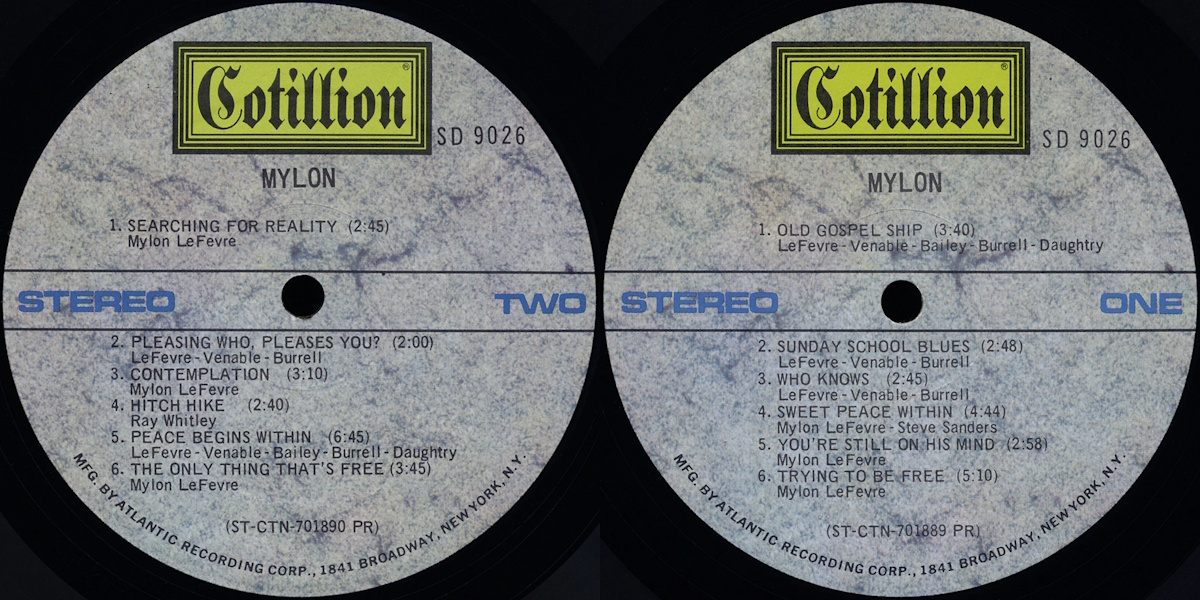 Cotillion®
SD 9026
MYLON
1. SEARCHING FOR REALITY (2:45)
Mylon LeFevre
STEREO
TWO
2. PLEASING WHO, PLEASES YOU? (2:00)
LeFevre - Venable - Burrell
3. CONTEMPLATION (3:10)
Mylon LeFevre
4. HITCH HIKE (2:40)
Ray Whitley
5. PEACE BEGINS WITHIN (6:45)
LeFevre - Venable - Bailey - Burrell - Daughtry
6. THE ONLY THING THAT'S FREE (3:45)
Mylon LeFevre
(ST-CTN-701890 PR)
MFG. BY ATLANTIC RECORDING CORP., 1841 BROADWAY, NEW YORK, N.Y.
Cotillion®
SD 9026
MYLON
1. OLD GOSPEL SHIP (3:40)
LeFevre - Venable - Bailey - Burrell - Daughtry
STEREO
ONE
2. SUNDAY SCHOOL BLUES (2:48)
LeFevre - Venable - Burrell
3. WHO KNOWS (2:45)
LeFevre - Venable - Burrell
4. SWEET PEACE WITHIN (4:44)
Mylon LeFevre - Steve Sanders
5. YOU'RE STILL ON HIS MIND (2:58)
Mylon LeFevre
6. TRYING TO BE FREE (5:10)
Mylon LeFevre
(ST-CTN-701889 PR)
MFG. BY ATLANTIC RECORDING CORP., 1841 BROADWAY, NEW YORK, N.Y.